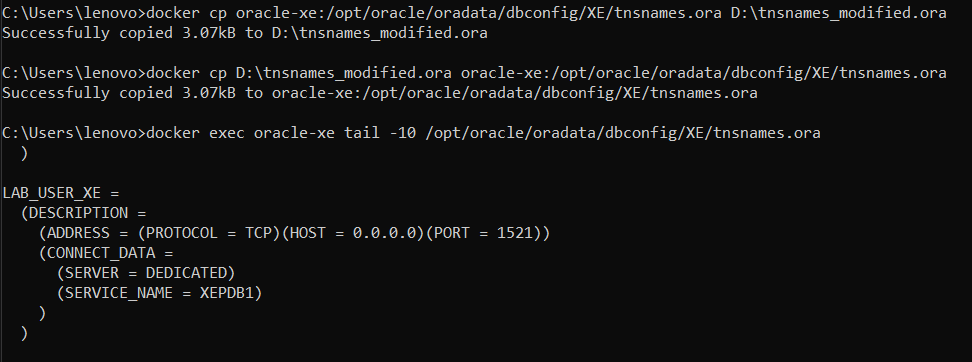 C:\Users\lenovo>docker cp oracle-xe:/opt/oracle/oradata/dbconfig/XE/tnsnames.ora D:\tnsnames_modified.ora
Successfully copied 3.07kB to D:\tnsnames_modified.ora
C:\Users\lenovo>docker cp D:\tnsnames_modified.ora oracle-xe:/opt/oracle/oradata/dbconfig/XE/tnsnames.ora
Successfully copied 3.07kB to oracle-xe:/opt/oracle/oradata/dbconfig/XE/tnsnames.ora
C:\Users\lenovo>docker exec oracle-xe tail -10 /opt/oracle/oradata/dbconfig/XE/tnsnames.ora
  )
LAB_USER_XE =
  (DESCRIPTION =
    (ADDRESS = (PROTOCOL = TCP)(HOST = 0.0.0.0)(PORT = 1521))
    (CONNECT_DATA =
      (SERVER = DEDICATED)
      (SERVICE_NAME = XEPDB1)
    )
  )